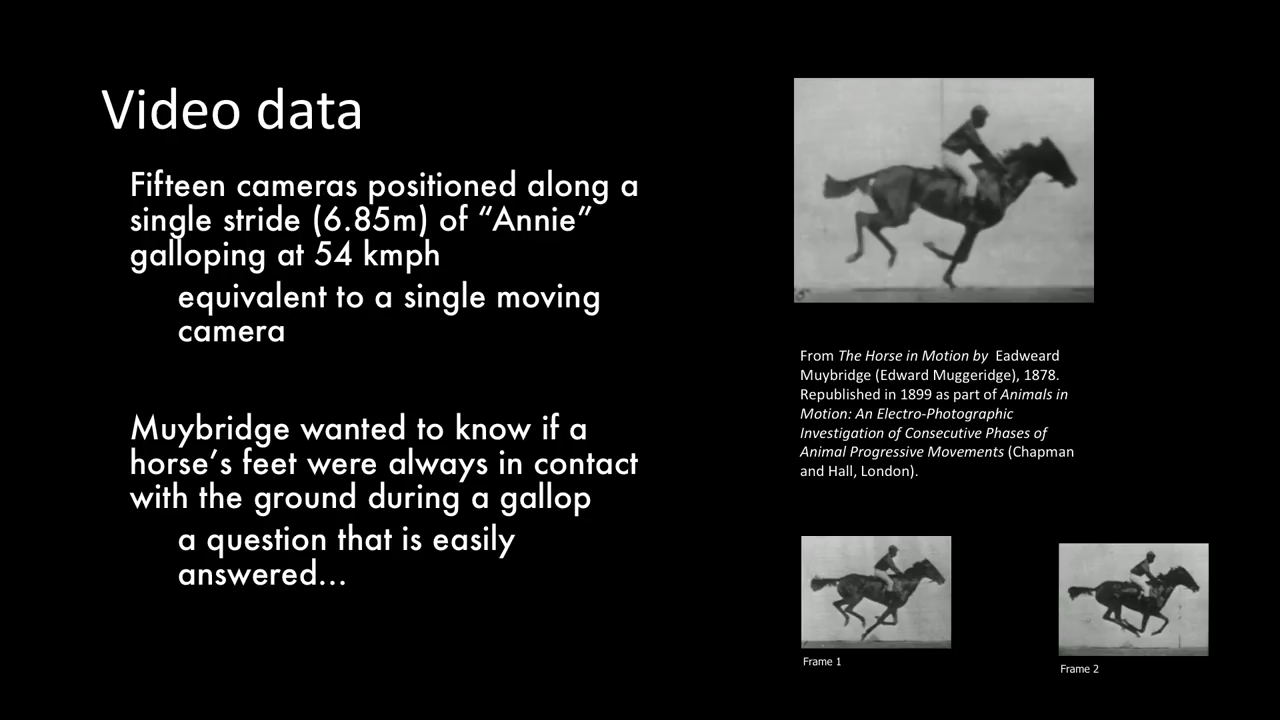 Video data
Fifteen cameras positioned along a
single stride (6.85m) of “Annie”
galloping at 54 kmph
equivalent to a single moving
camera
Muybridge wanted to know if a
horse’s feet were always in contact
with the ground during a gallop
a question that is easily
answered...
From The Horse in Motion by Eadweard
Muybridge (Edward Muggeridge), 1878.
Republished in 1899 as part of Animals in
Motion: An Electro-Photographic
Investigation of Consecutive Phases of
Animal Progressive Movements (Chapman
and Hall, London).
Frame 1
Frame 2